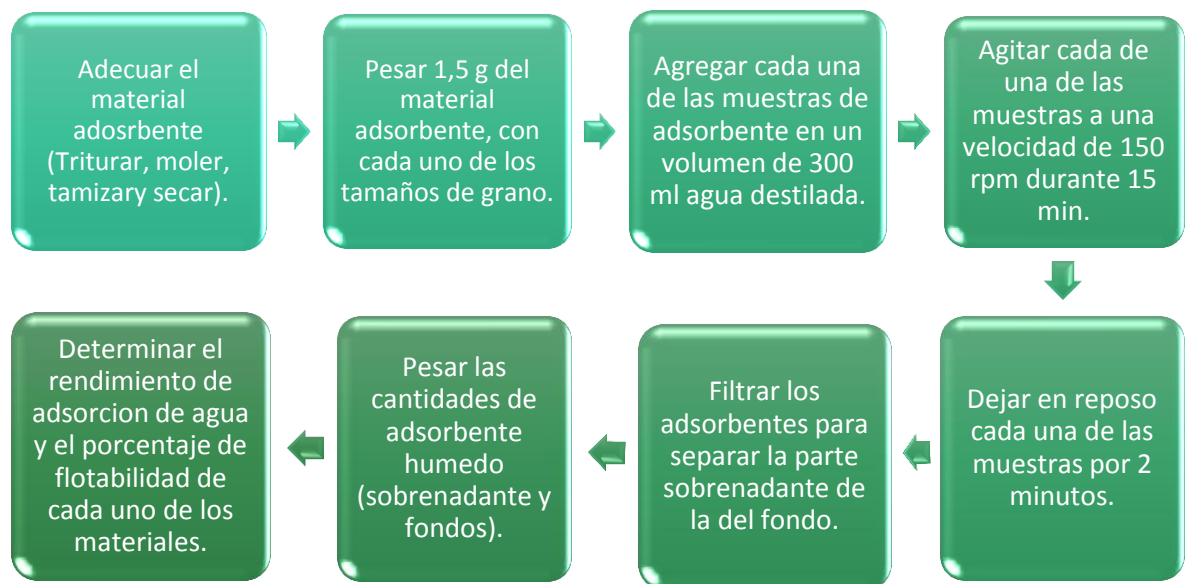 Adecuar el
material
adosrbente
(Triturar, moler,
tamizary secar).
Pesar 1,5 g del
material
adsorbente, con
cada uno de los
tamaños de grano.
Agregar cada una
de las muestras de
adsorbente en un
volumen de 300
ml agua destilada.
Agitar cada de
una de las
muestras a una
velocidad de 150
rpm durante 15
min.
Dejar en reposo
cada una de las
muestras por 2
minutos.
Filtrar los
adsorbentes para
separar la parte
sobrenadante de
la del fondo.
Pesar las
cantidades de
adsorbente
humedo
(sobrenadante y
fondos).
Determinar el
rendimiento de
adsorcion de agua
y el porcentaje de
flotabilidad de
cada uno de los
materiales.